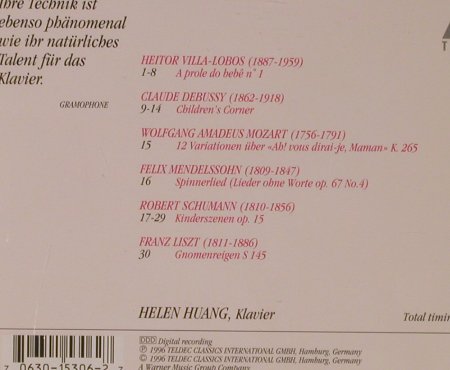 Ihre Technik ist
ebenso phänomenal
wie ihr natürliches
Talent für das
Klavier.
GRAMOPHONE
HEITOR VILLA-LOBOS (1887-1959)
1-8 A prole do bebê n° 1
CLAUDE DEBUSSY (1862-1918)
9-14 Children's Corner
WOLFGANG AMADEUS MOZART (1756-1791)
15 12 Variationen über «Ah! vous dirai-je, Maman» K. 265
FELIX MENDELSSOHN (1809-1847)
16 Spinnerlied (Lieder ohne Worte op. 67 No.4)
ROBERT SCHUMANN (1810-1856)
17-29 Kinderszenen op. 15
FRANZ LISZT (1811-1886)
30 Gnomenreigen S 145
HELEN HUANG, Klavier
Total timin
DDD Digital recording
℗ 1996 TELDEC CLASSICS INTERNATIONAL GMBH, Hamburg, Germany
© 1996 TELDEC CLASSICS INTERNATIONAL GMBH, Hamburg, Germany
A Warner Music Group Company
7 0630-15306-2 7